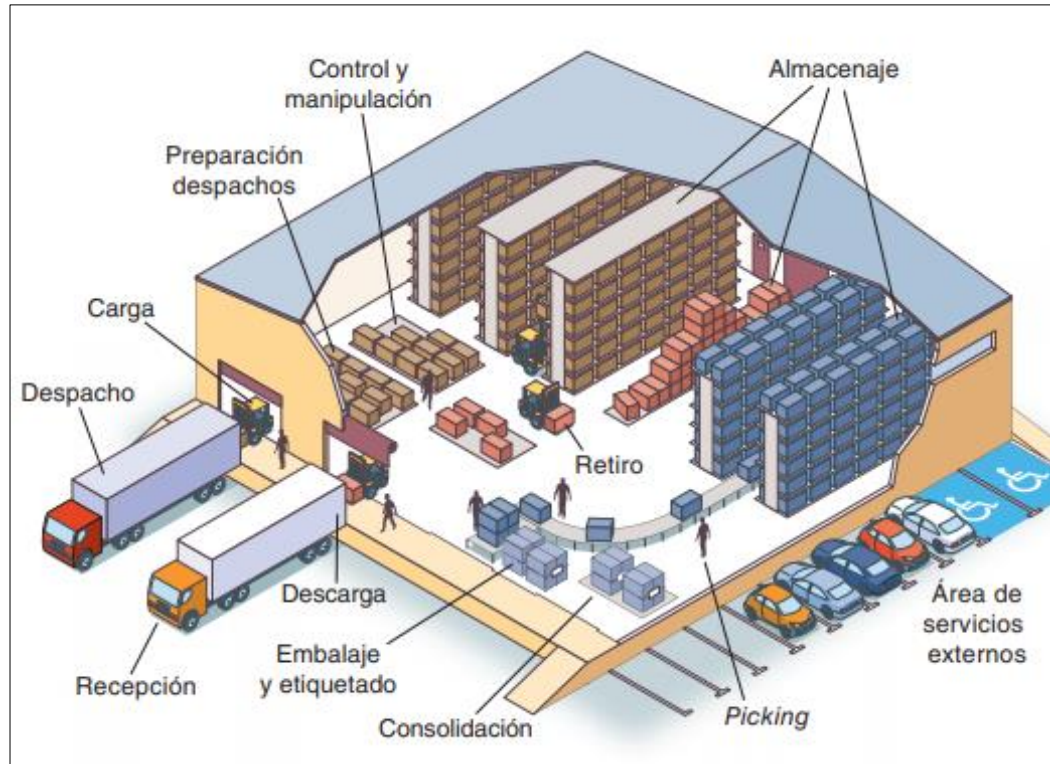 Control y
manipulación
Almacenaje
Preparación
despachos
Carga
Despacho
Retiro
Descarga
Recepción
Embalaje
y etiquetado
Consolidación
Picking
Área de
servicios
externos